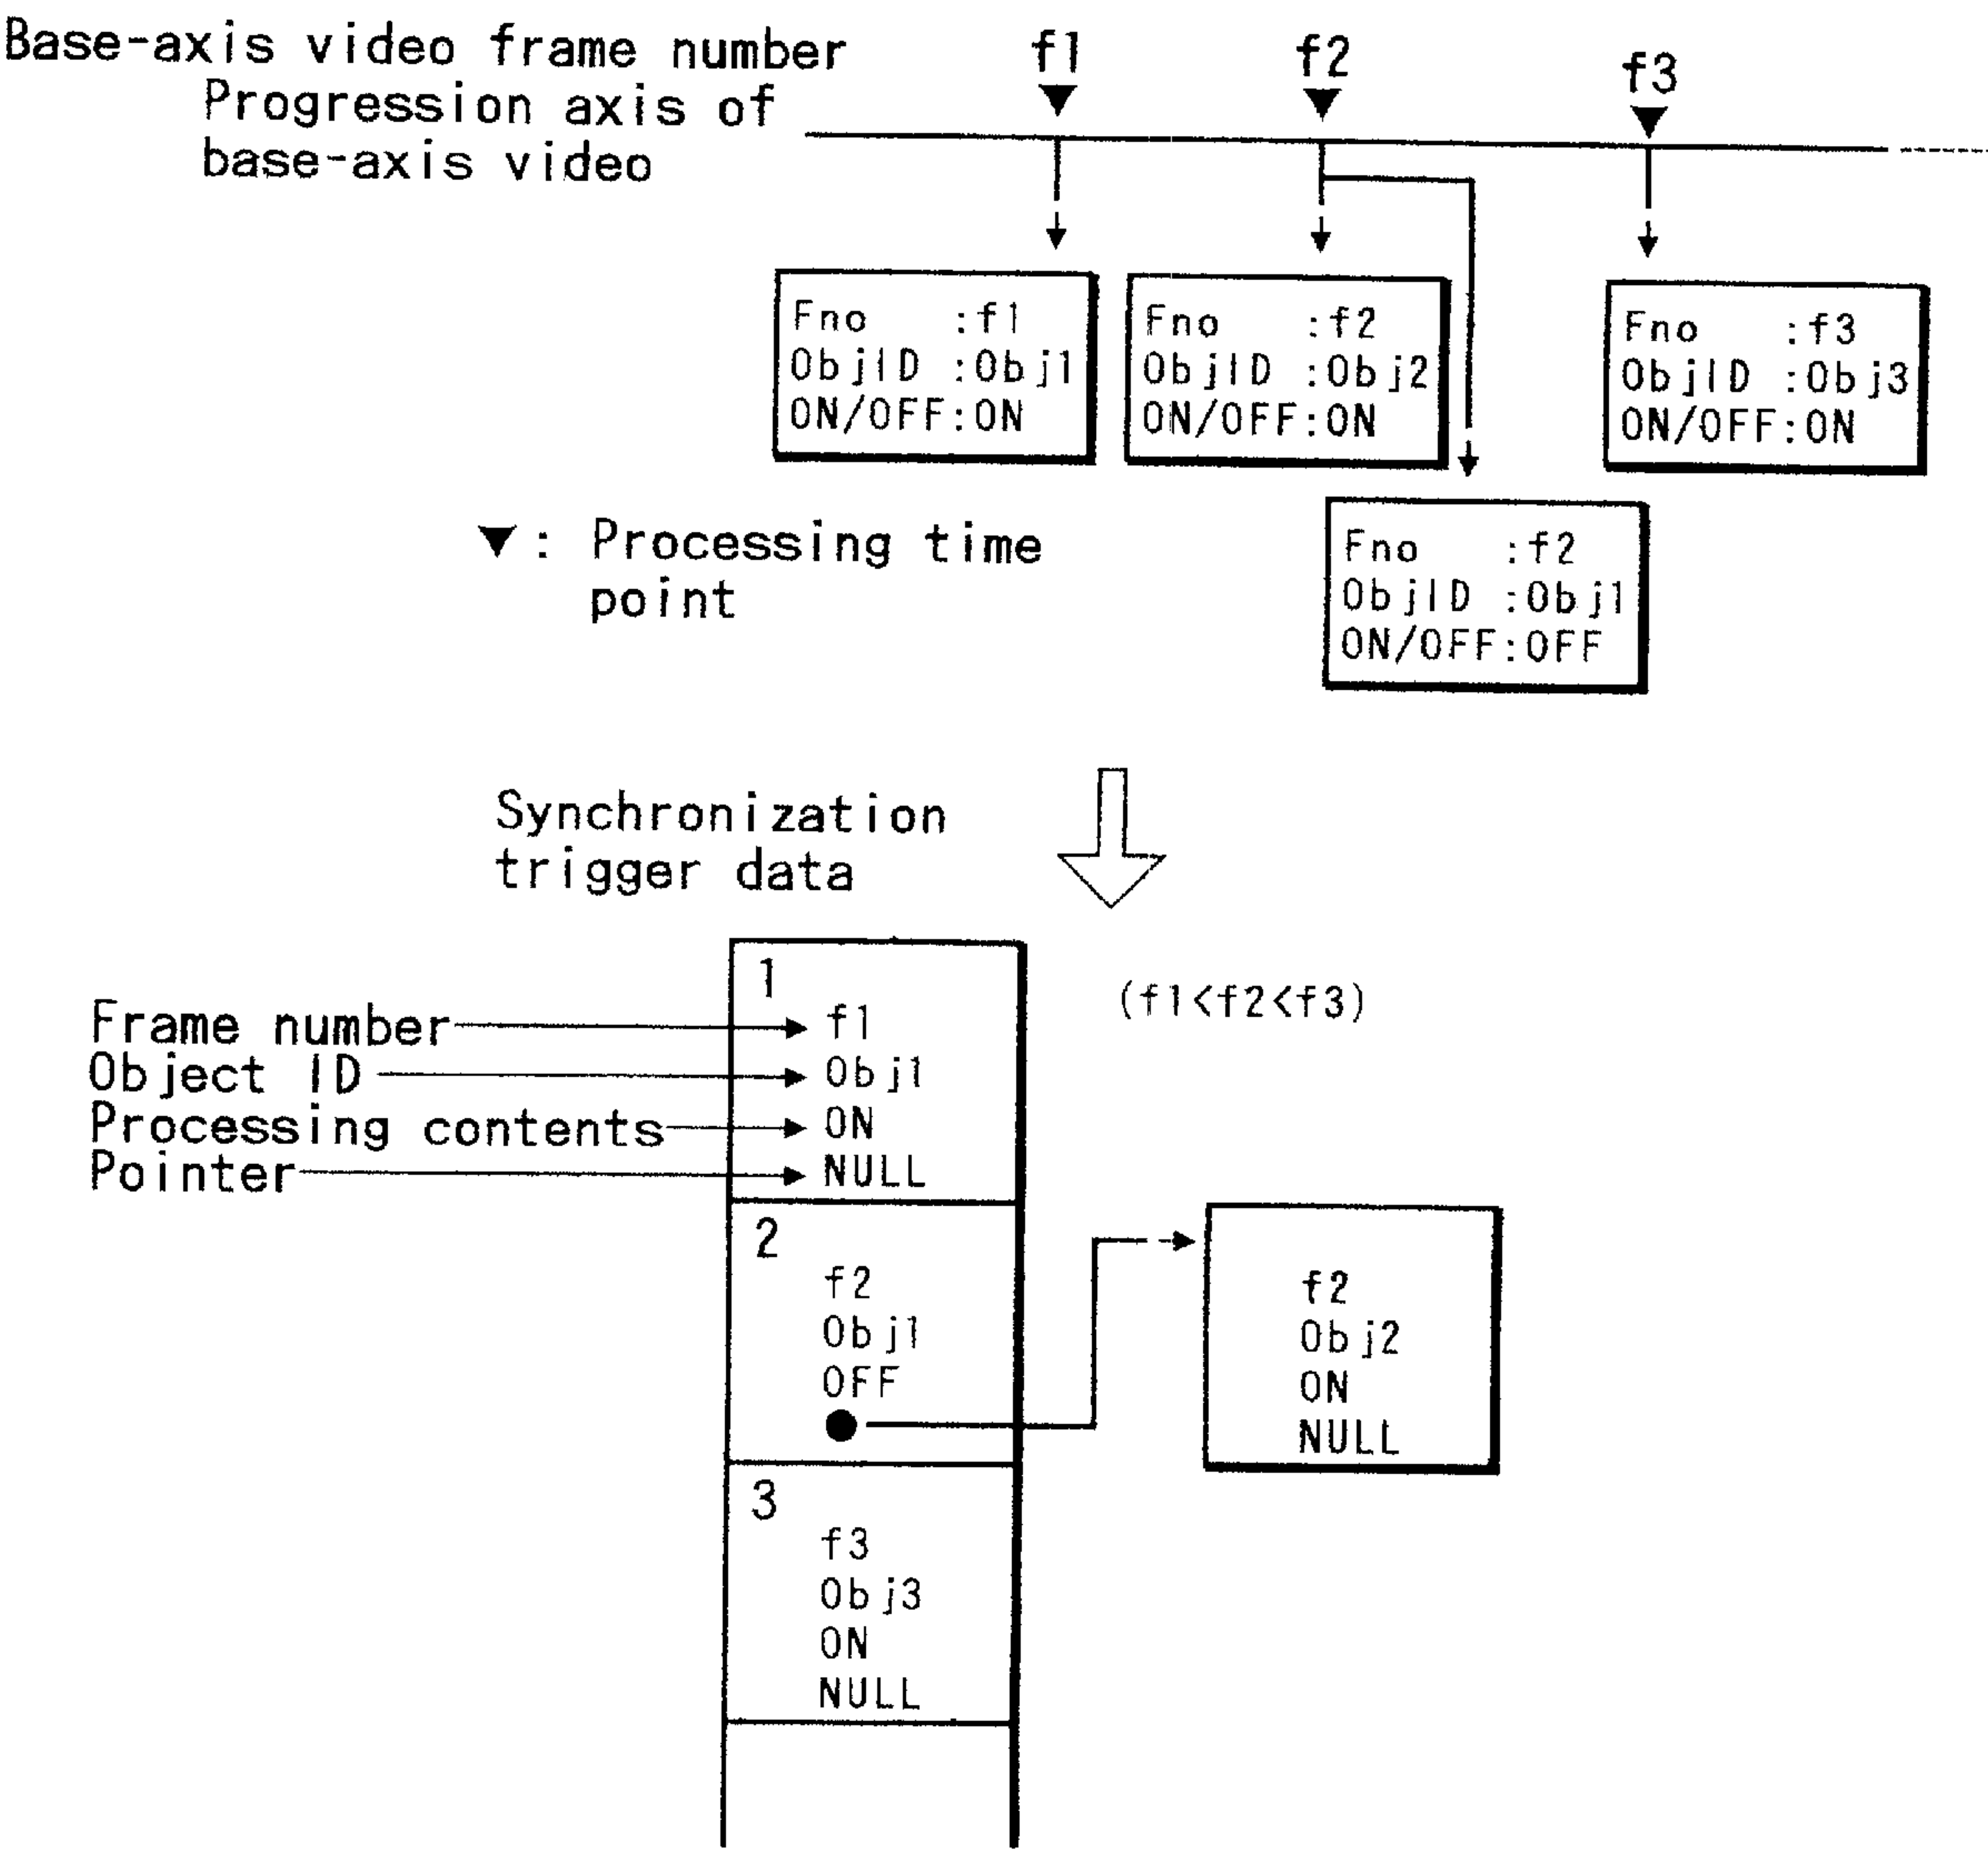 Base-axis video frame number
Progression axis of
base-axis video
f1
f2
f3
Fno :f1
ObjID :Obj1
ON/OFF:ON
Fno :f2
ObjID :Obj2
ON/OFF:ON
Fno :f3
ObjID :Obj3
ON/OFF:ON
▼: Processing time
point
Fno :f2
ObjID :Obj1
ON/OFF:OFF
Synchronization
trigger data
(f1<f2<f3)
Frame number
Object ID
Processing contents
Pointer
1
f1
Obj1
ON
NULL
2
f2
Obj1
OFF
f2
Obj2
ON
NULL
3
f3
Obj3
ON
NULL